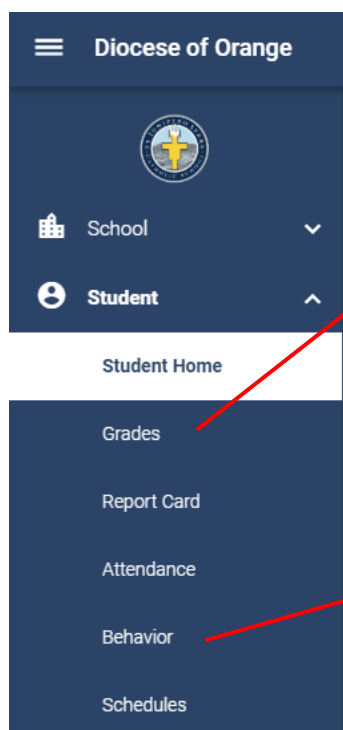 Diocese of Orange
School
Student
Student Home
Grades
Report Card
Attendance
Behavior
Schedules